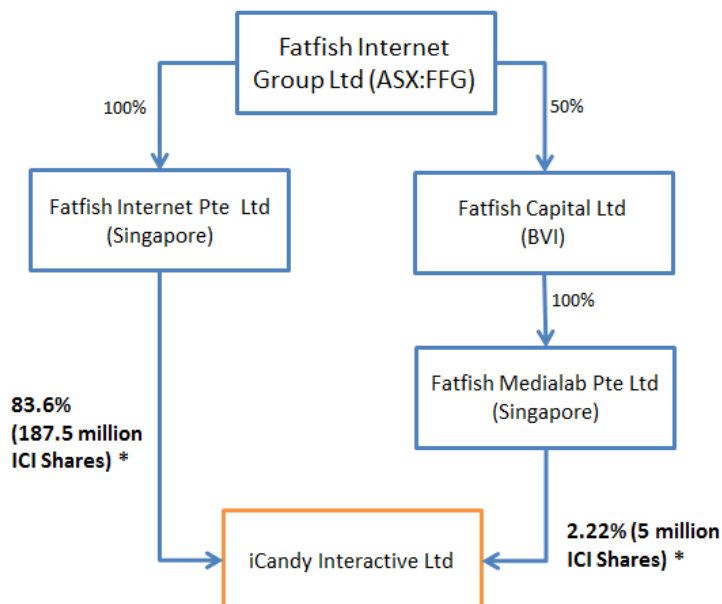 Fatfish Internet
Group Ltd (ASX:FFG)
100%
50%
Fatfish Internet Pte Ltd
(Singapore)
Fatfish Capital Ltd
(BVI)
100%
Fatfish Medialab Pte Ltd
(Singapore)
83.6%
(187.5 million
ICI Shares) *
2.22% (5 million
ICI Shares) *
iCandy Interactive Ltd